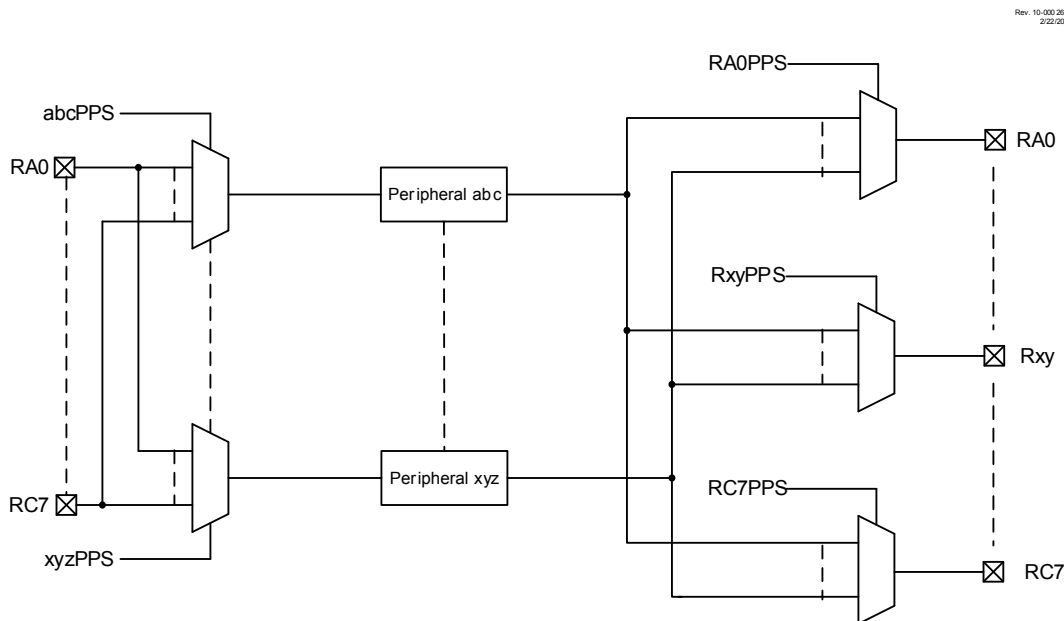 Rev. 10-000 26
2/22/20
RA0PPS
abcPPS
RA0
Peripheral abc
RA0
RxyPPS
Rxy
Peripheral xyz
RC7PPS
RC7
xyzPPS
RC7